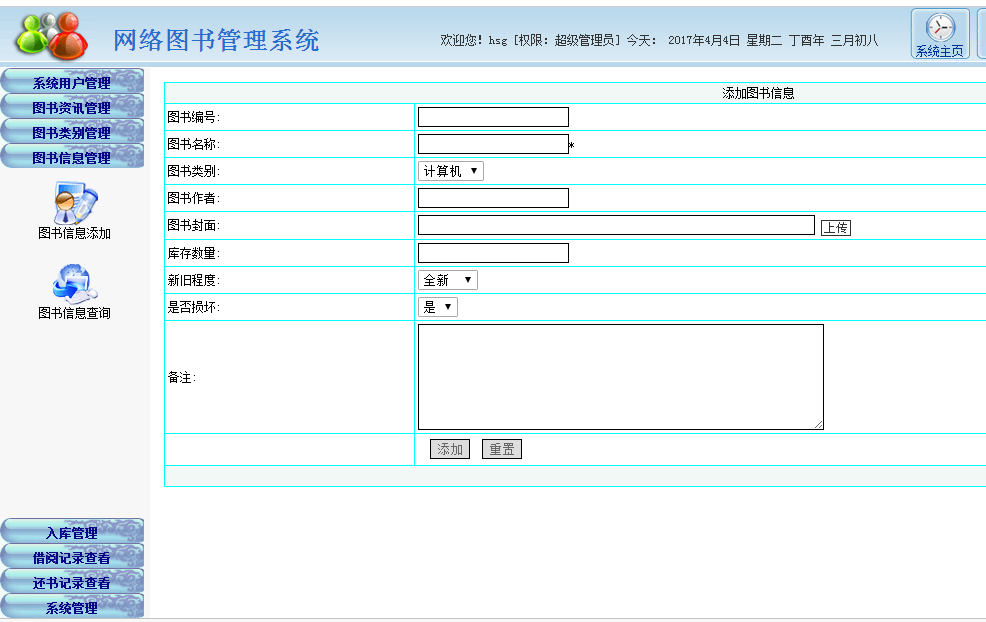 网络图书管理系统
欢迎您! hsg [权限: 超级管理员] 今天: 2017年4月4日 星期二 丁酉年 三月初八
系统主页
系统用户管理
图书资讯管理
图书类别管理
图书信息管理
图书信息添加
图书信息查询
入库管理
借阅记录查看
还书记录查看
系统管理
添加图书信息
图书编号:
图书名称: *
图书类别: 计算机
图书作者:
图书封面: 上传
库存数量:
新旧程度: 全新
是否损坏: 是
备注:
添加 重置